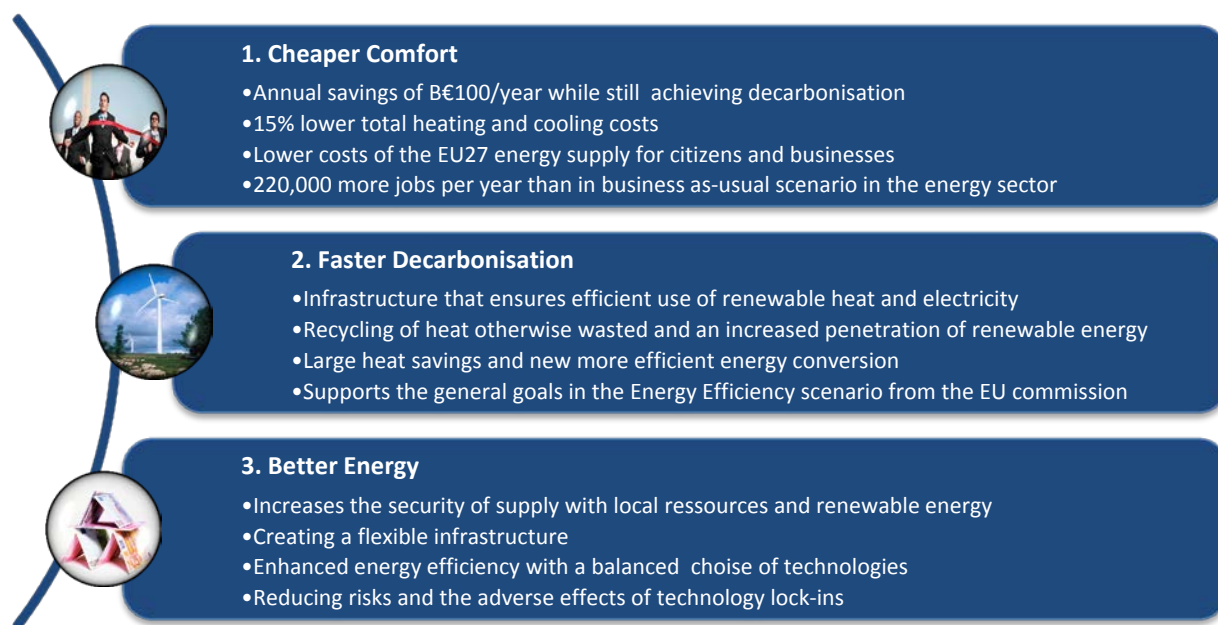 1. Cheaper Comfort
•Annual savings of B€100/year while still achieving decarbonisation
•15% lower total heating and cooling costs
•Lower costs of the EU27 energy supply for citizens and businesses
•220,000 more jobs per year than in business as-usual scenario in the energy sector
2. Faster Decarbonisation
•Infrastructure that ensures efficient use of renewable heat and electricity
•Recycling of heat otherwise wasted and an increased penetration of renewable energy
•Large heat savings and new more efficient energy conversion
•Supports the general goals in the Energy Efficiency scenario from the EU commission
3. Better Energy
•Increases the security of supply with local ressources and renewable energy
•Creating a flexible infrastructure
•Enhanced energy efficiency with a balanced choise of technologies
•Reducing risks and the adverse effects of technology lock-ins